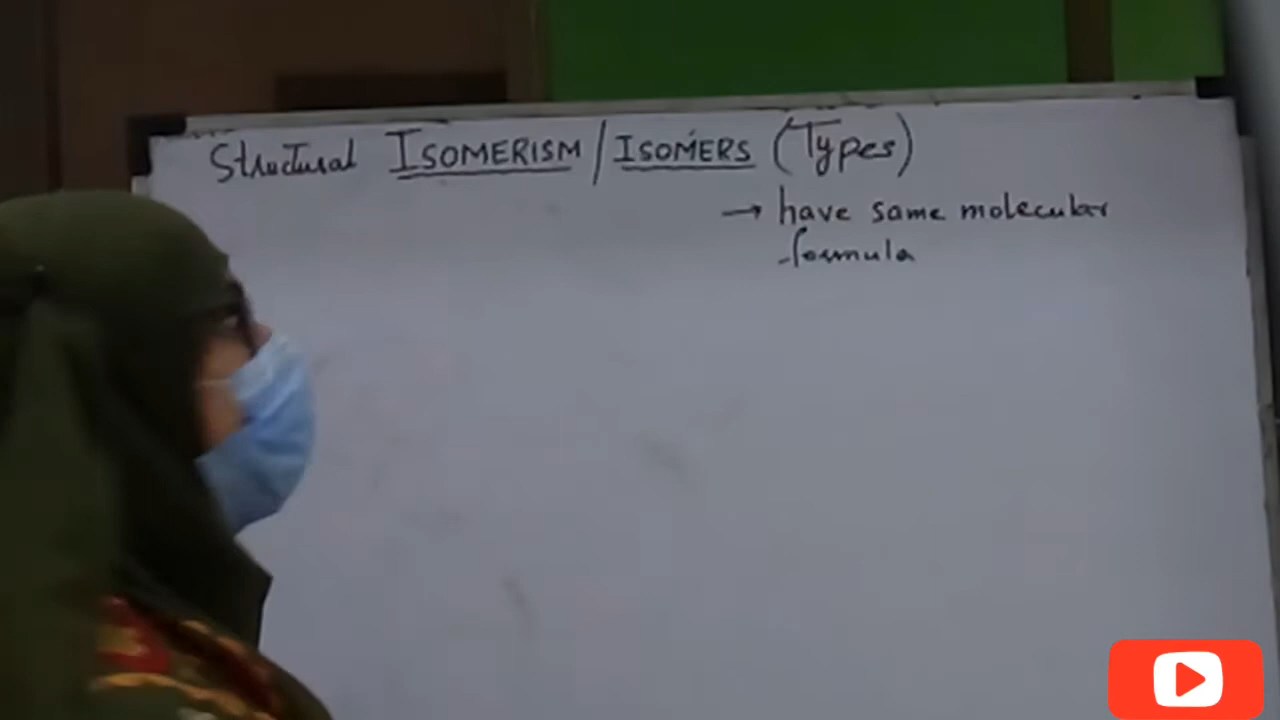 Structural ISOMERISM / ISOMERS (Types)
→ have same molecular
formula